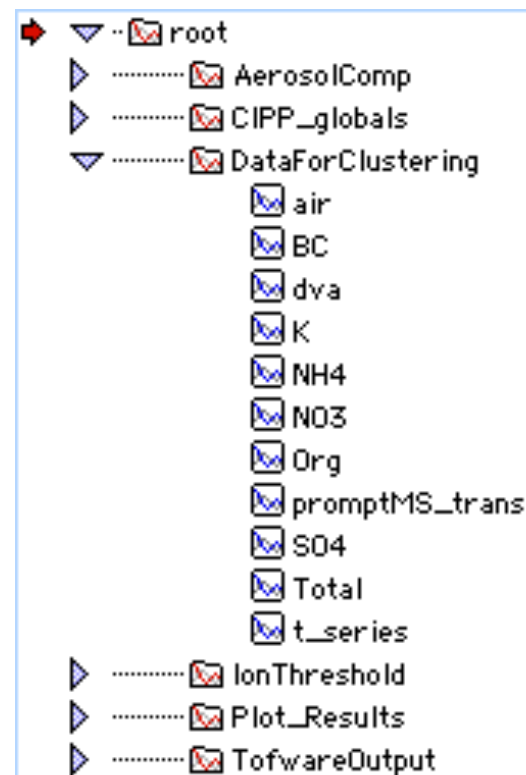 root
AerosolComp
CIPP_globals
DataForClustering
air
BC
dva
K
NH4
NO3
Org
promptMS_trans
SO4
Total
t_series
IonThreshold
Plot_Results
TofwareOutput